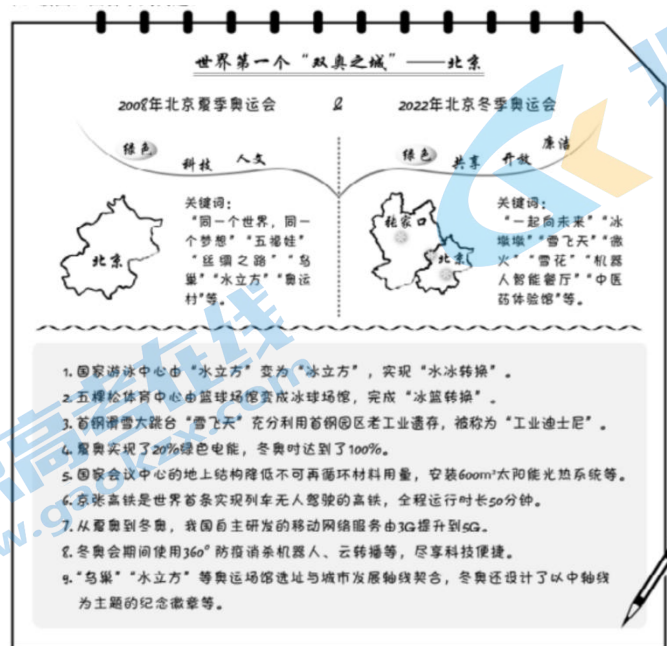 世界第一个“双奥之城”——北京
2008年北京夏季奥运会 & 2022年北京冬季奥运会
绿色 科技 人文
绿色 共享 开放 廉洁
关键词:
“同一个世界,同一
个梦想”“五福娃”
“丝绸之路”“鸟
巢”“水立方”“奥运
村”等。
北京
张家口
北京
关键词:
“一起向未来”“冰
墩墩”“雪飞天”“微
火”“雪花”“机器
人智能餐厅”“中医
药体验馆”等。
1. 国家游泳中心由“水立方”变为“冰立方”,实现“水冰转换”。
2. 五棵松体育中心由篮球场馆变成冰球场馆,完成“冰篮转换”。
3. 首钢滑雪大跳台“雪飞天”充分利用首钢园区老工业遗存,被称为“工业迪士尼”。
4. 夏奥实现了20%绿色电能,冬奥时达到了100%。
5. 国家会议中心的地上结构降低不可再循环材料用量,安装600m²太阳能光热系统等。
6. 京张高铁是世界首条实现列车无人驾驶的高铁,全程运行时长50分钟。
7. 从夏奥到冬奥,我国自主研发的移动网络服务由3G提升到5G。
8. 冬奥会期间使用360°防疫消杀机器人、云转播等,尽享科技便捷。
9. “鸟巢”“水立方”等奥运场馆选址与城市发展轴线契合,冬奥还设计了以中轴线
为主题的纪念徽章等。
高考在线
www.gaokzx.com